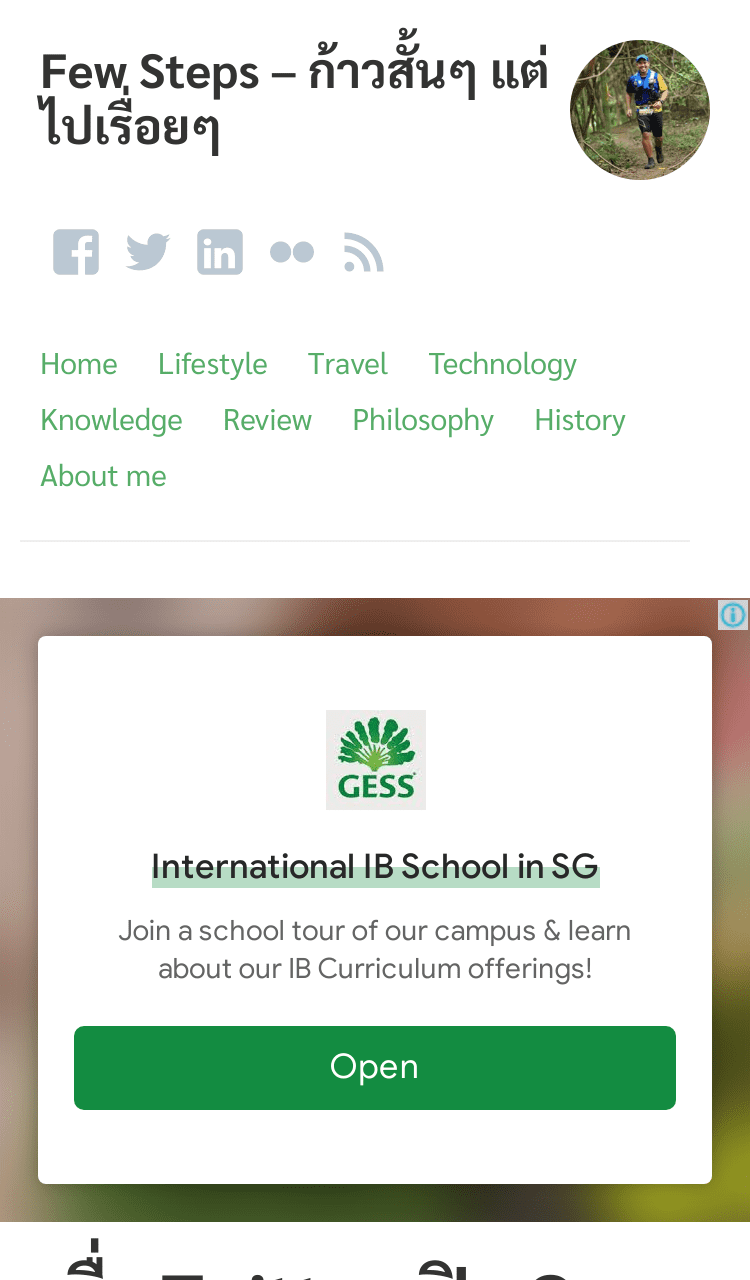 Few Steps – ก้าวสั้นๆ แต่
ไปเรื่อยๆ
Home Lifestyle Travel Technology
Knowledge Review Philosophy History
About me
GESS
International IB School in SG
Join a school tour of our campus & learn
about our IB Curriculum offerings!
Open